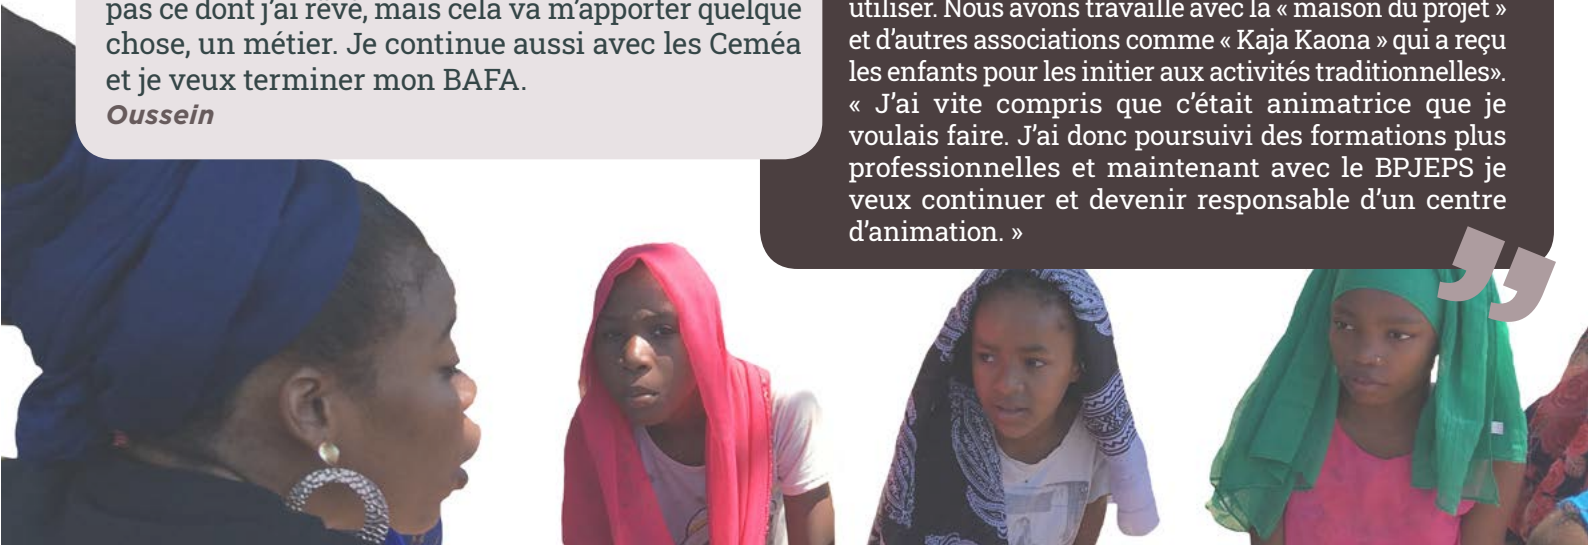 pas ce dont j'ai rêvé, mais cela va m'apporter quelque
chose, un métier. Je continue aussi avec les Ceméa
et je veux terminer mon BAFA.
Oussein
utiliser. Nous avons travaillé avec la « maison du projet »
et d'autres associations comme « Kaja Kaona » qui a reçu
les enfants pour les initier aux activités traditionnelles».
« J'ai vite compris que c'était animatrice que je
voulais faire. J'ai donc poursuivi des formations plus
professionnelles et maintenant avec le BPJEPS je
veux continuer et devenir responsable d'un centre
d'animation. »
”